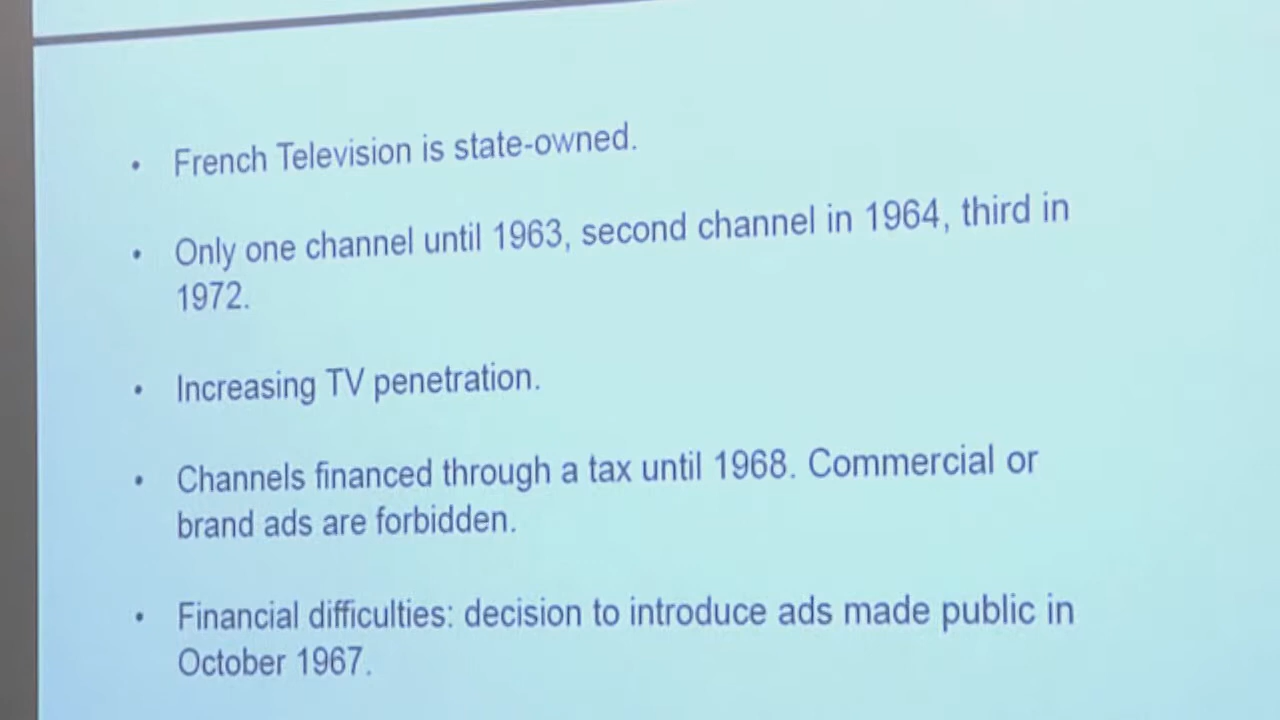 • French Television is state-owned.
• Only one channel until 1963, second channel in 1964, third in
1972.
• Increasing TV penetration.
• Channels financed through a tax until 1968. Commercial or
brand ads are forbidden.
• Financial difficulties: decision to introduce ads made public in
October 1967.